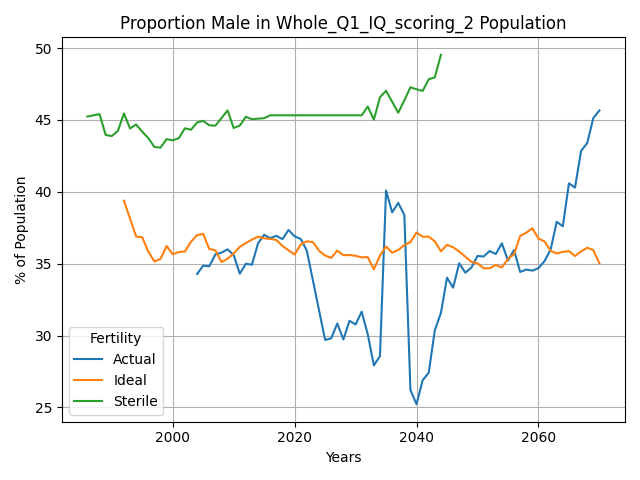 Proportion Male in Whole_Q1_IQ_scoring_2 Population
% of Population
50
45
40
35
30
25
Fertility
Actual
Ideal
Sterile
2000
2020
2040
2060
Years